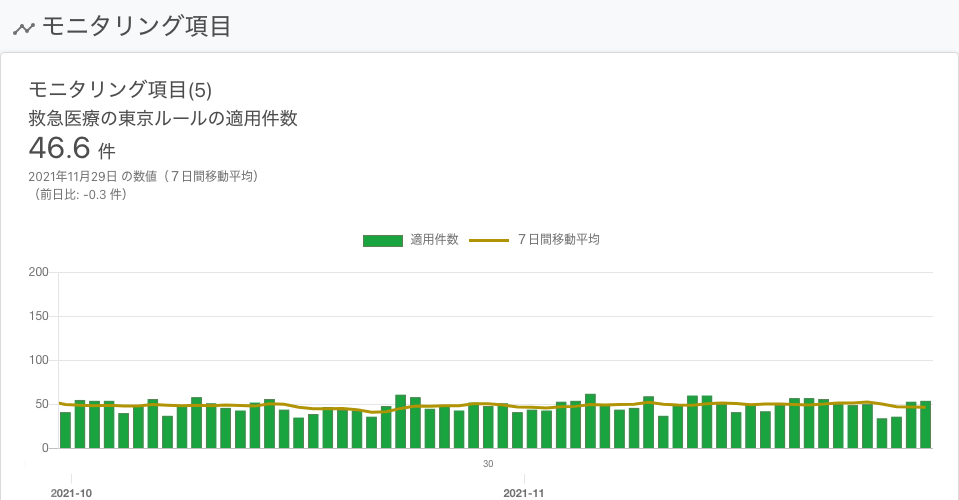 モニタリング項目
モニタリング項目(5)
救急医療の東京ルールの適用件数
46.6 件
2021年11月29日 の数値（７日間移動平均）
（前日比: -0.3 件）
適用件数 ７日間移動平均
200
150
100
50
0
30
2021-10 2021-11